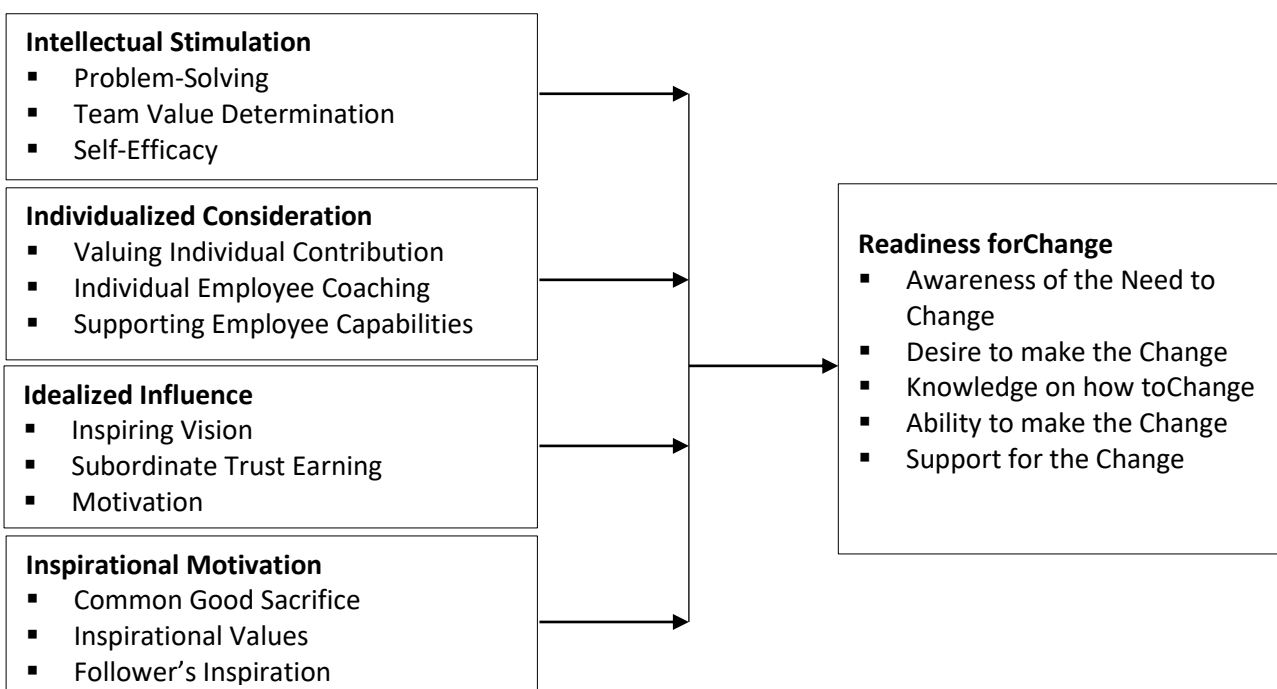 Intellectual Stimulation
▪ Problem-Solving
▪ Team Value Determination
▪ Self-Efficacy
Individualized Consideration
▪ Valuing Individual Contribution
▪ Individual Employee Coaching
▪ Supporting Employee Capabilities
Idealized Influence
▪ Inspiring Vision
▪ Subordinate Trust Earning
▪ Motivation
Inspirational Motivation
▪ Common Good Sacrifice
▪ Inspirational Values
▪ Follower’s Inspiration
Readiness forChange
▪ Awareness of the Need to
Change
▪ Desire to make the Change
▪ Knowledge on how toChange
▪ Ability to make the Change
▪ Support for the Change